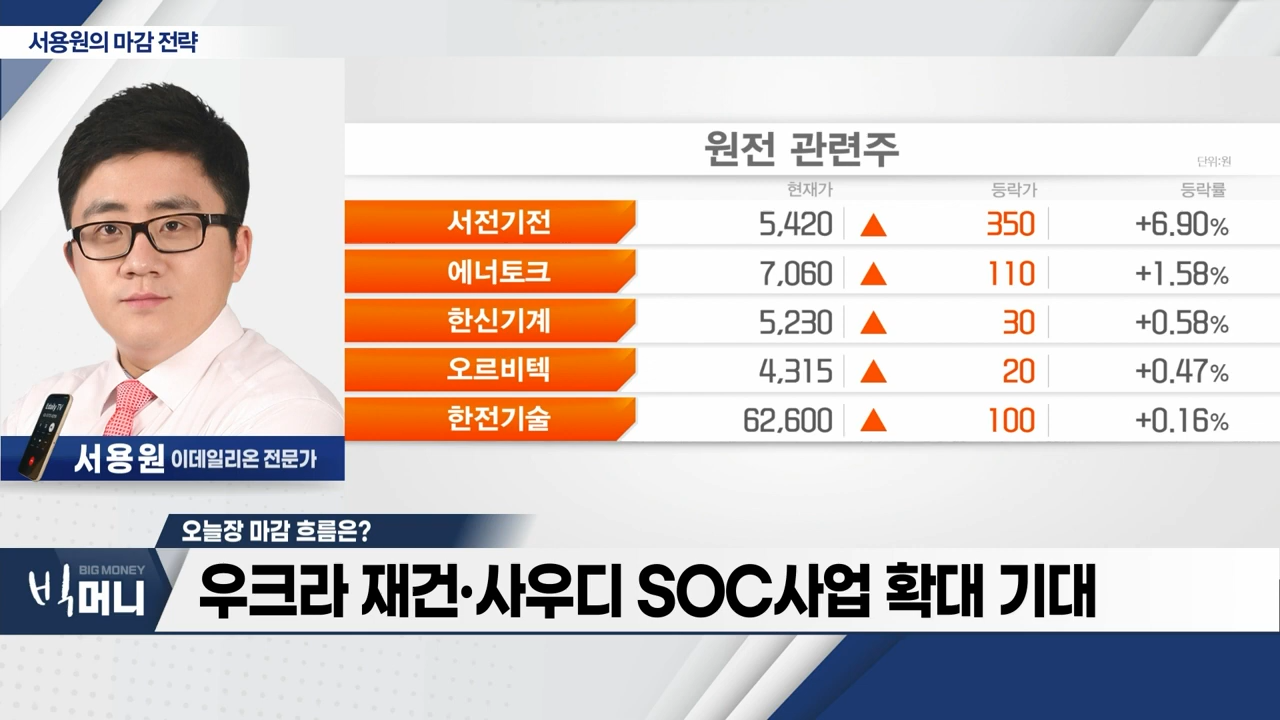 서용원의 마감 전략
원전 관련주
단위:원
현재가 등락가 등락률
서전기전 5,420 ▲ 350 +6.90%
에너토크 7,060 ▲ 110 +1.58%
한신기계 5,230 ▲ 30 +0.58%
오르비텍 4,315 ▲ 20 +0.47%
한전기술 62,600 ▲ 100 +0.16%
서용원 이데일리온 전문가
오늘장 마감 흐름은?
BIG MONEY
빅머니
우크라 재건·사우디 SOC사업 확대 기대